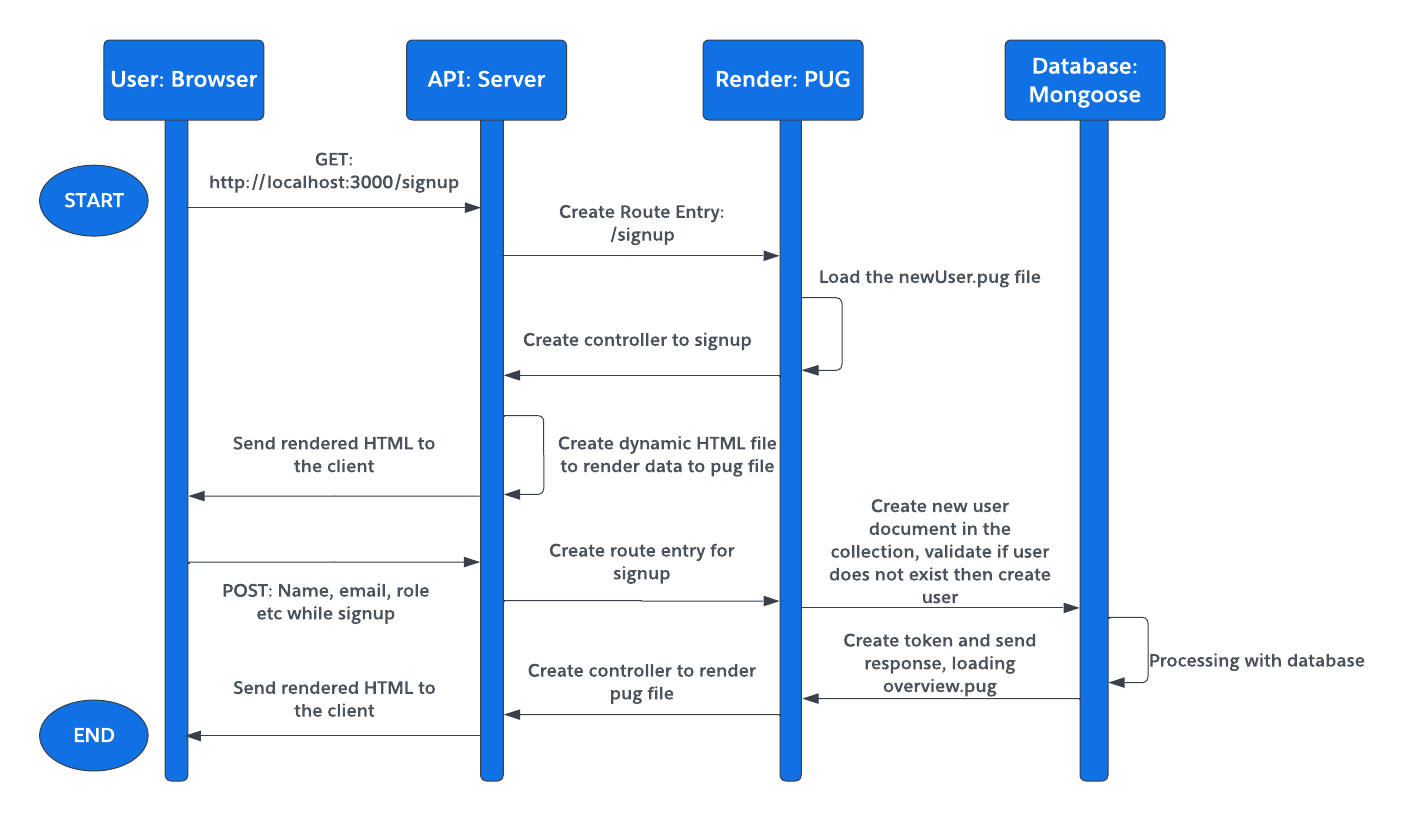 User: Browser
API: Server
Render: PUG
Database:
Mongoose
START
GET:
http://localhost:3000/signup
Create Route Entry:
/signup
Load the newUser.pug file
Create controller to signup
Send rendered HTML to
the client
Create dynamic HTML file
to render data to pug file
Create new user
document in the
collection, validate if user
does not exist then create
user
Create route entry for
signup
POST: Name, email, role
etc while signup
Create token and send
response, loading
overview.pug
Processing with database
Create controller to render
pug file
Send rendered HTML to
the client
END